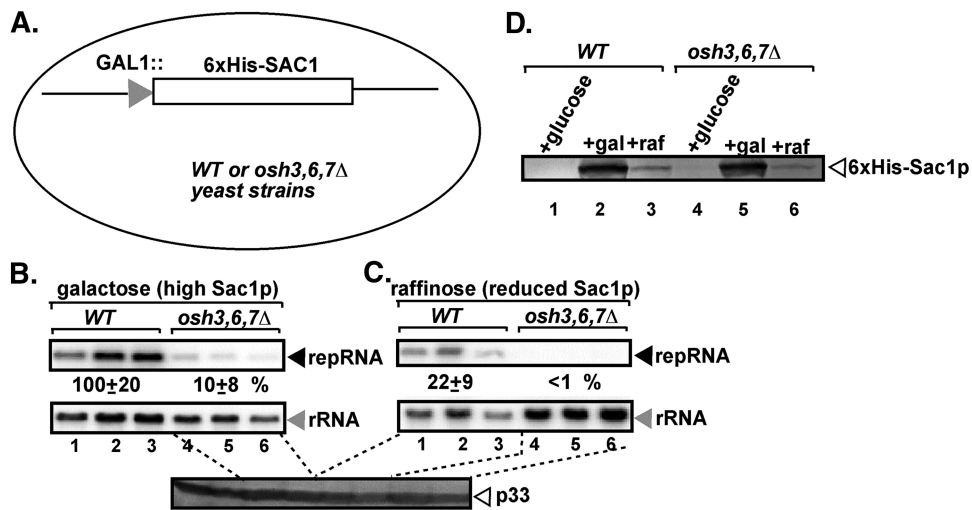 A.
GAL1::
6xHis-SAC1
WT or osh3,6,7Δ
yeast strains
B.
galactose (high Sac1p)
WT osh3,6,7Δ
repRNA
100±20 10±8 %
rRNA
1 2 3 4 5 6
C.
raffinose (reduced Sac1p)
WT osh3,6,7Δ
repRNA
22±9 <1 %
rRNA
1 2 3 4 5 6
p33
D.
WT osh3,6,7Δ
+glucose +gal +raf +glucose +gal +raf
6xHis-Sac1p
1 2 3 4 5 6